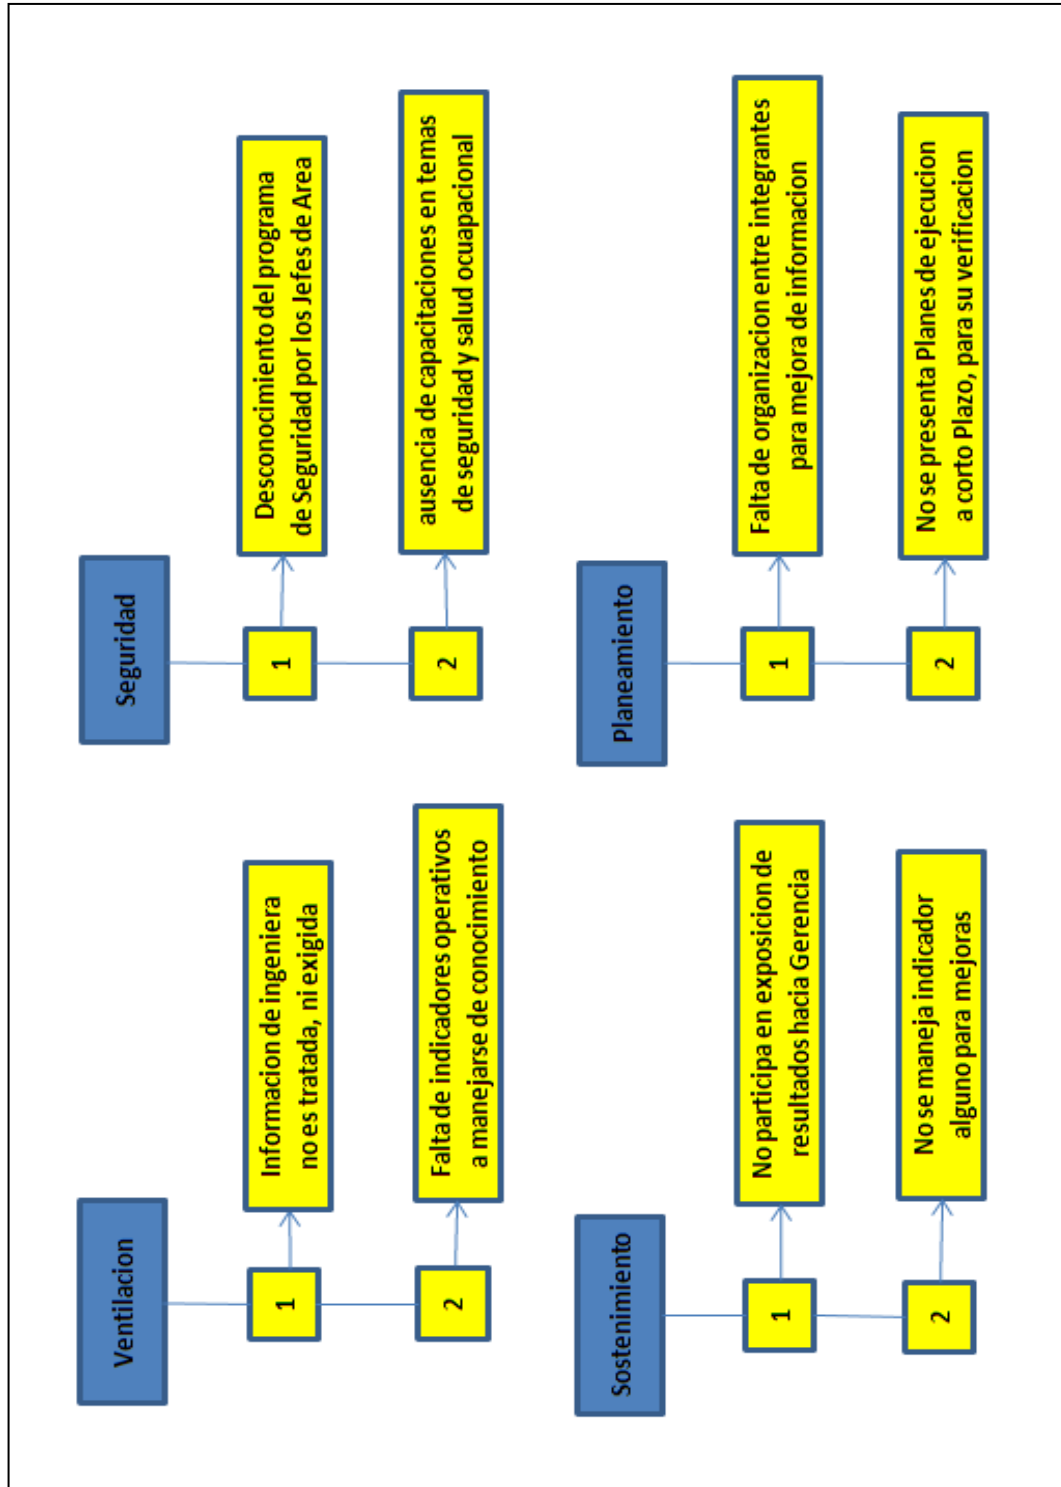 Ventilacion
1
Informacion de ingeniera
no es tratada, ni exigida
2
Falta de indicadores operativos
a manejarse de conocimiento
Seguridad
1
Desconocimiento del programa
de Seguridad por los Jefes de Area
2
ausencia de capacitaciones en temas
de seguridad y salud ocuapacional
Sostenimiento
1
No participa en exposicion de
resultados hacia Gerencia
2
No se maneja indicador
alguno para mejoras
Planeamiento
1
Falta de organizacion entre integrantes
para mejora de informacion
2
No se presenta Planes de ejecucion
a corto Plazo, para su verificacion